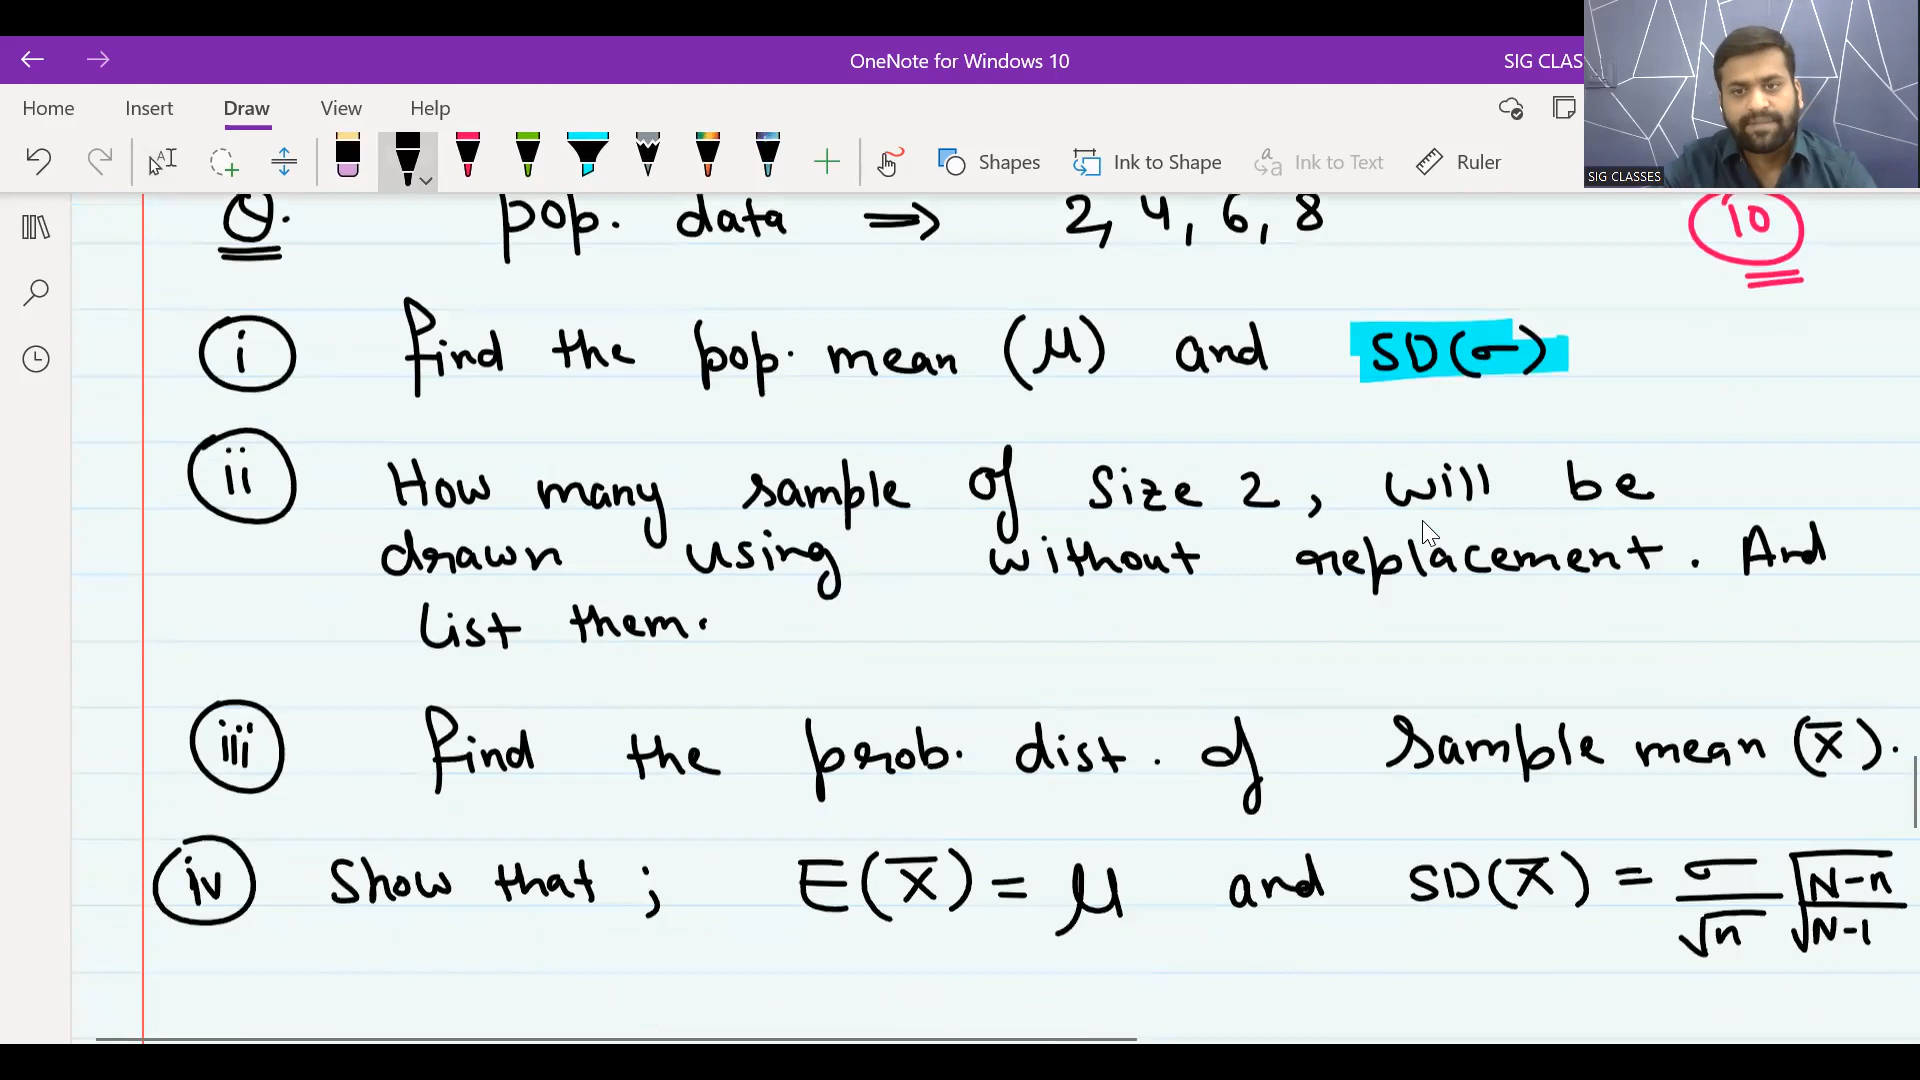 OneNote for Windows 10
SIG CLAS
Home Insert Draw View Help
Shapes Ink to Shape Ink to Text Ruler
SIG CLASSES
Q. pop. data ⇒ 2, 4, 6, 8
10
i find the pop. mean (μ) and SD(σ)
ii How many sample of size 2, will be
drawn using without replacement. And
List them.
iii find the prob. dist. of Sample mean (x̄).
iv Show that ; E(x̄) = μ and SD(x̄) = σ/√n √(N-n)/√(N-1)